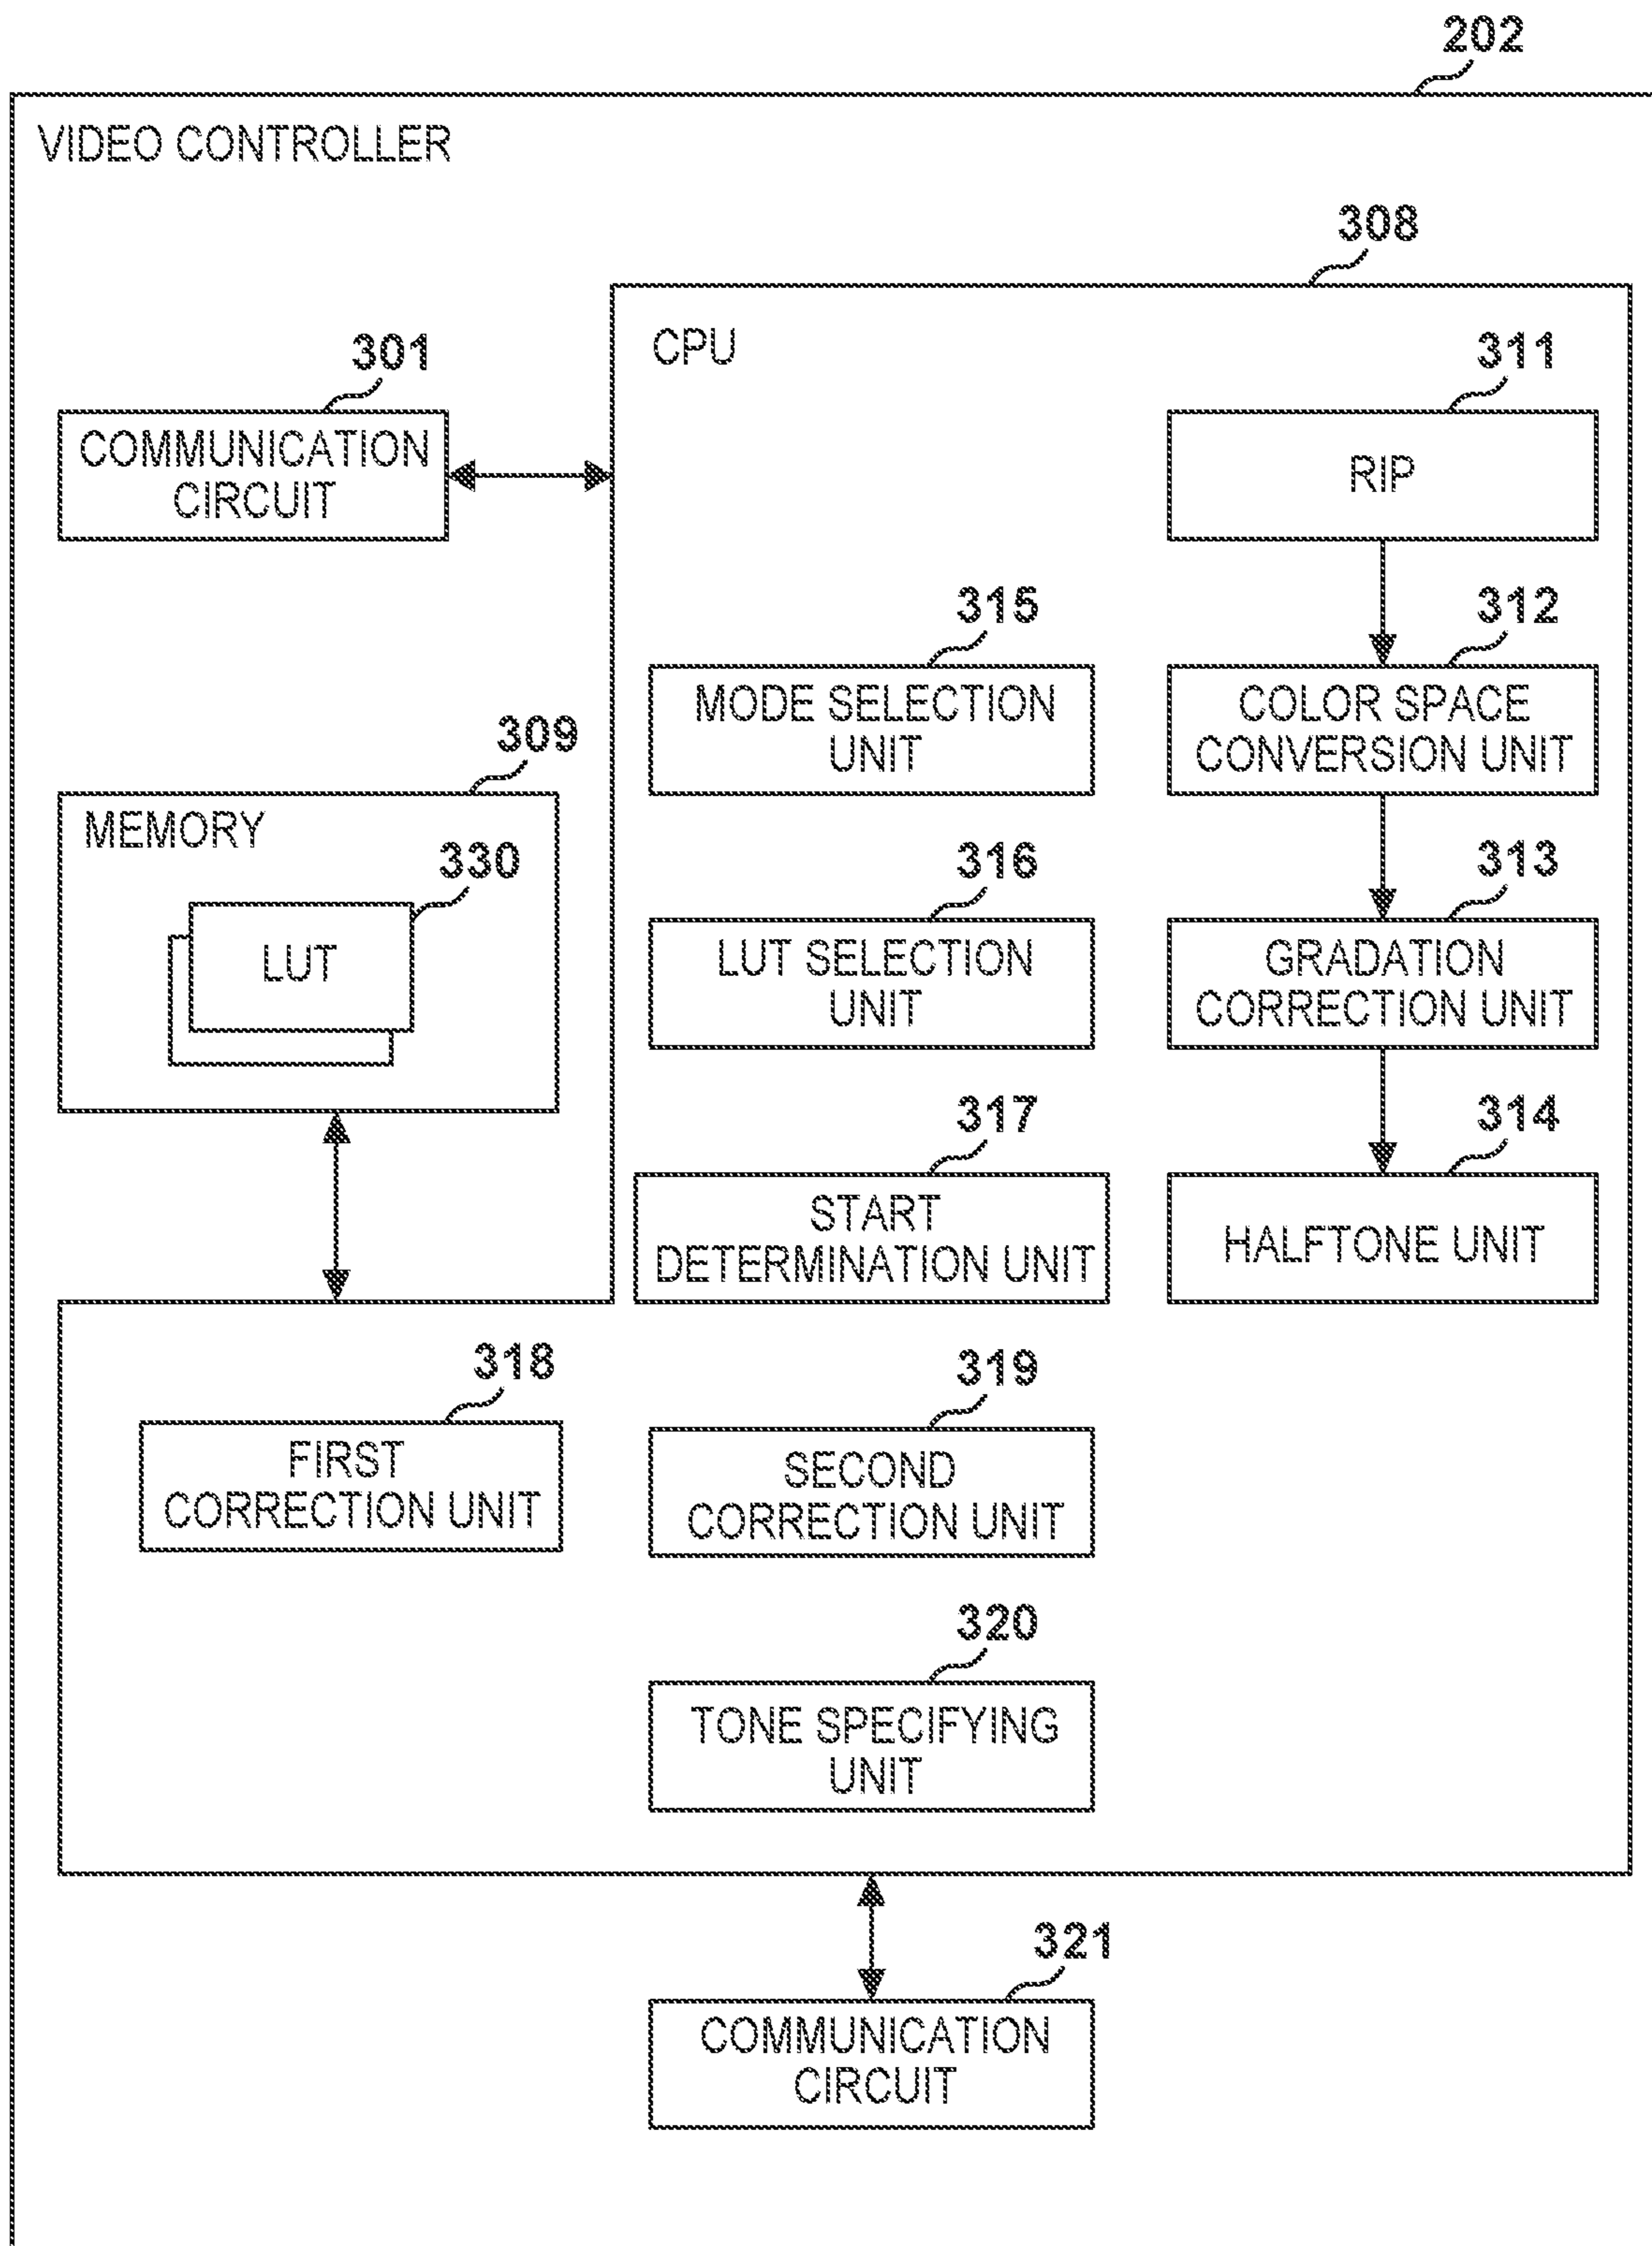 202
VIDEO CONTROLLER
308
CPU
301
COMMUNICATION
CIRCUIT
311
RIP
315
MODE SELECTION
UNIT
312
COLOR SPACE
CONVERSION UNIT
309
MEMORY
330
LUT
316
LUT SELECTION
UNIT
313
GRADATION
CORRECTION UNIT
317
START
DETERMINATION UNIT
314
HALFTONE UNIT
318
FIRST
CORRECTION UNIT
319
SECOND
CORRECTION UNIT
320
TONE SPECIFYING
UNIT
321
COMMUNICATION
CIRCUIT